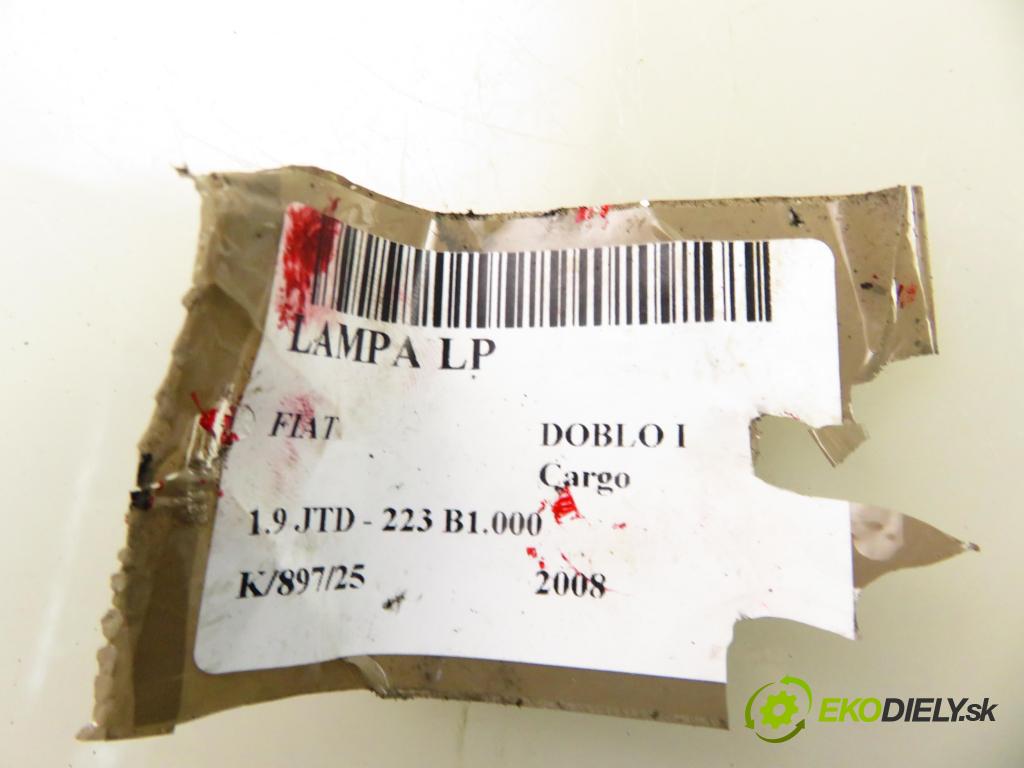 LAMPA LP
FIAT DOBLO I
Cargo
1.9 JTD - 223 B1.000
K/897/25 2008
EKODIELY.sk